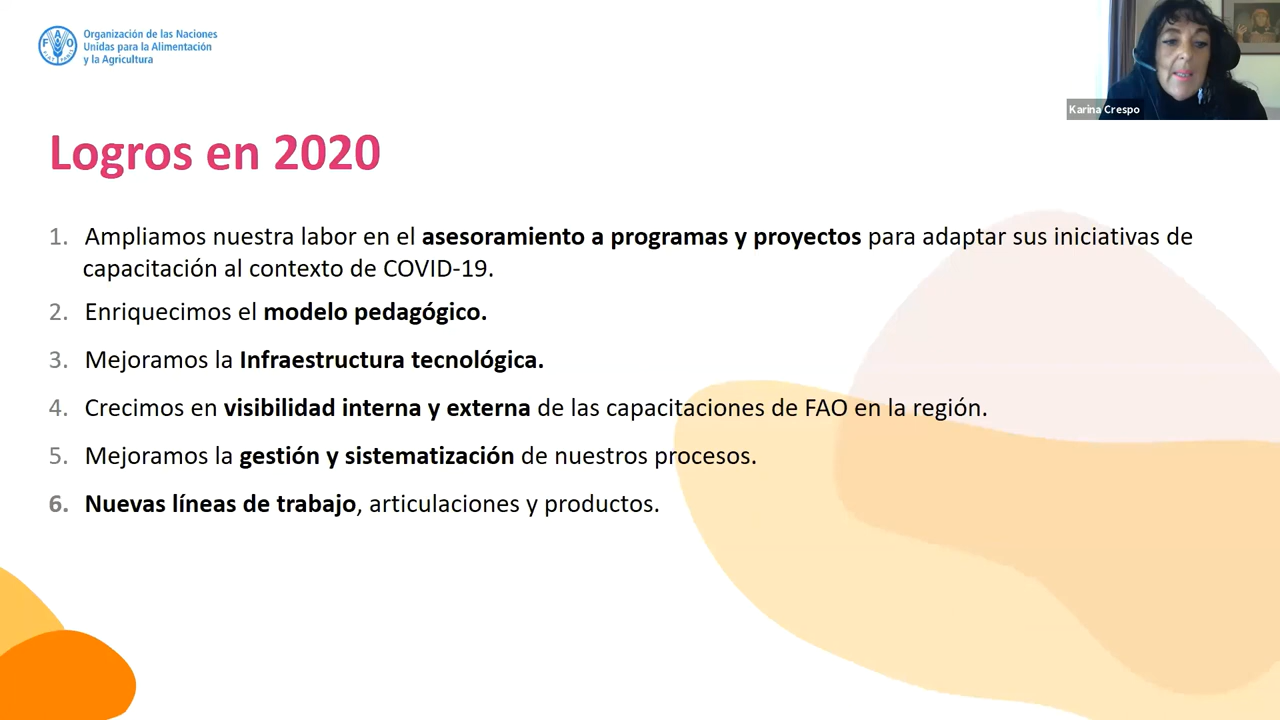 Organización de las Naciones
Unidas para la Alimentación
y la Agricultura
Karina Crespo
Logros en 2020
1. Ampliamos nuestra labor en el asesoramiento a programas y proyectos para adaptar sus iniciativas de
capacitación al contexto de COVID-19.
2. Enriquecimos el modelo pedagógico.
3. Mejoramos la Infraestructura tecnológica.
4. Crecimos en visibilidad interna y externa de las capacitaciones de FAO en la región.
5. Mejoramos la gestión y sistematización de nuestros procesos.
6. Nuevas líneas de trabajo, articulaciones y productos.